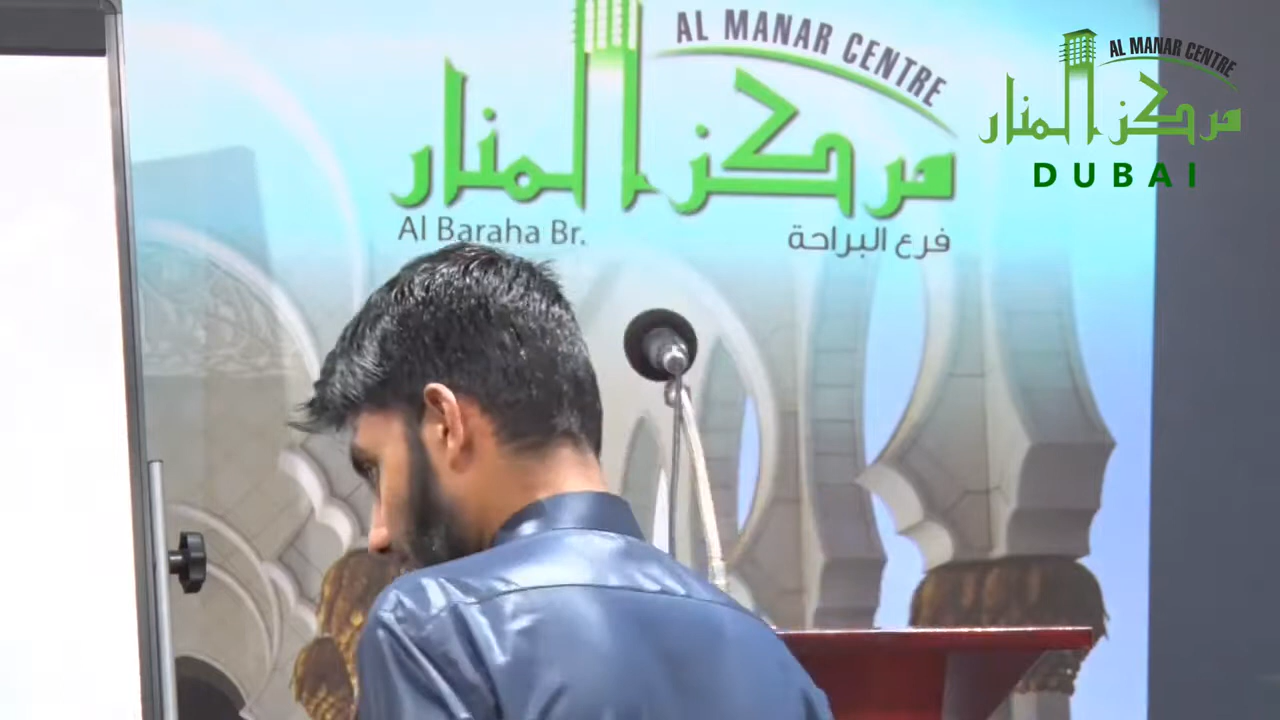 AL MANAR CENTRE
مركز المنار
Al Baraha Br.
فرع البراحة
AL MANAR CENTRE
مركز المنار
DUBAI